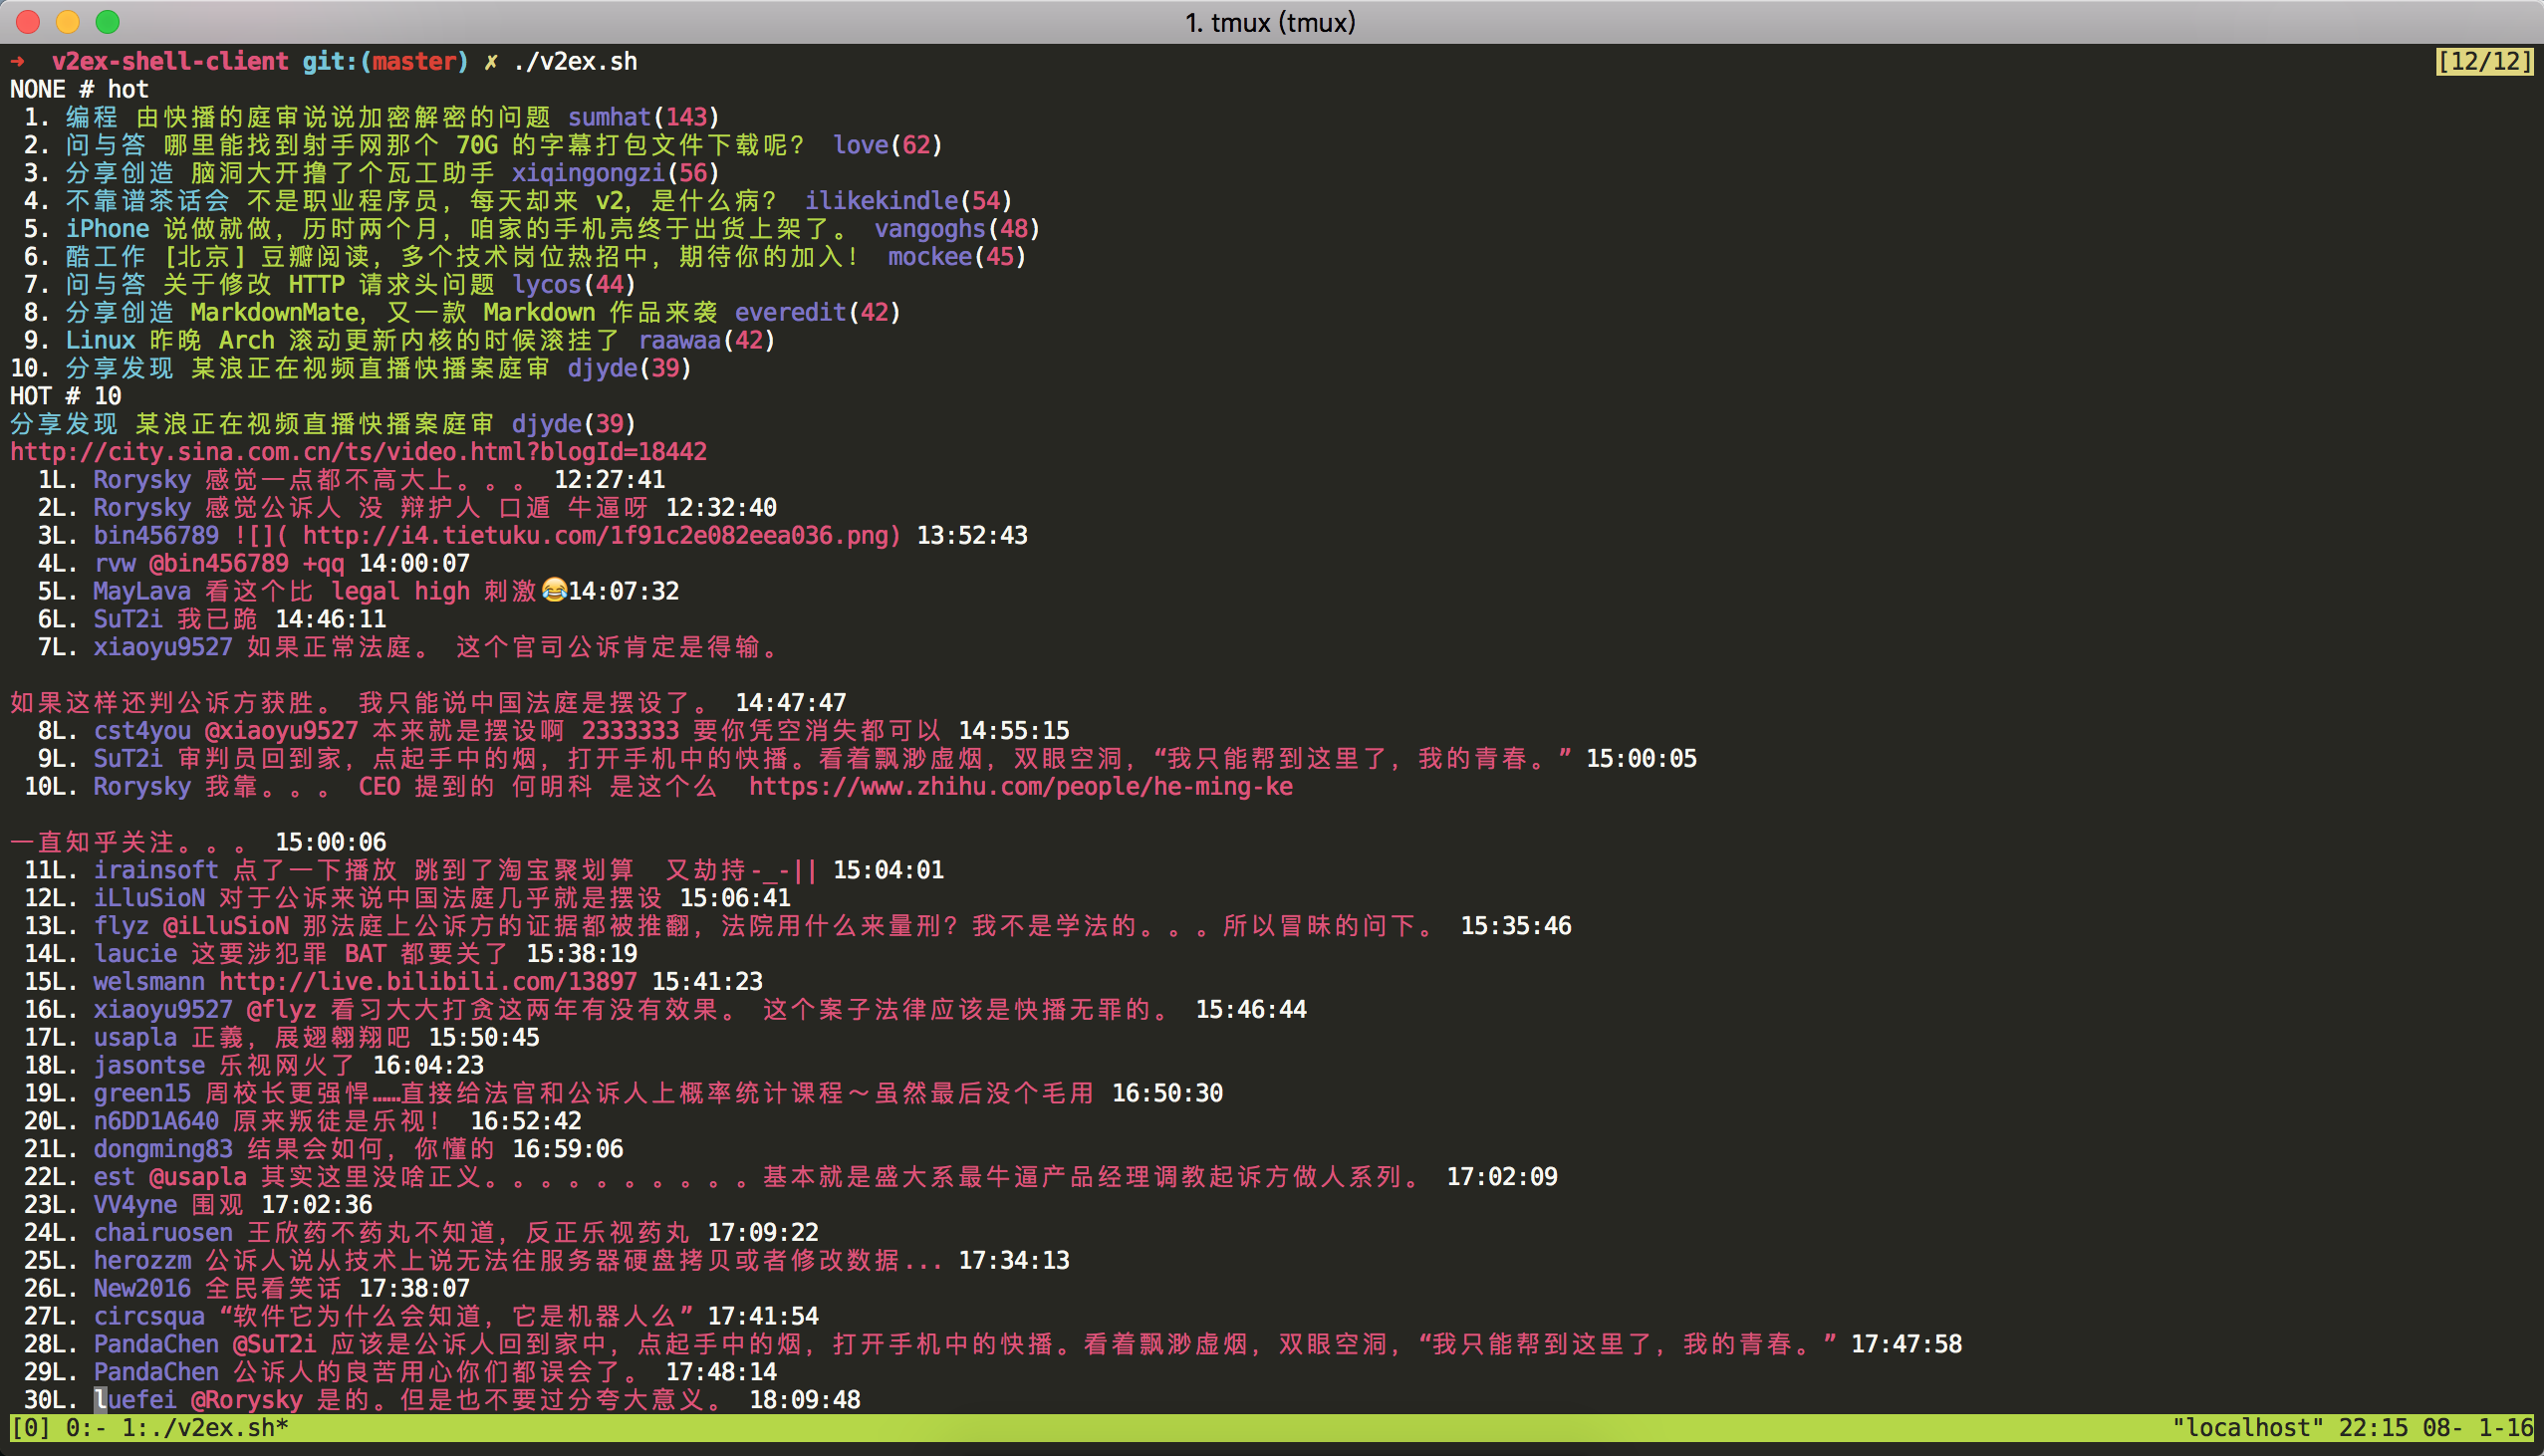 1. tmux (tmux)
➜  v2ex-shell-client git:(master) ✗ ./v2ex.sh [12/12]
NONE # hot
1. 编程 由快播的庭审说说加密解密的问题 sumhat(143)
2. 问与答 哪里能找到射手网那个 70G 的字幕打包文件下载呢？ love(62)
3. 分享创造 脑洞大开撸了个瓦工助手 xiqingongzi(56)
4. 不靠谱茶话会 不是职业程序员，每天却来 v2，是什么病？ ilikekindle(54)
5. iPhone 说做就做，历时两个月，咱家的手机壳终于出货上架了。 vangoghs(48)
6. 酷工作 [北京] 豆瓣阅读，多个技术岗位热招中，期待你的加入！ mockee(45)
7. 问与答 关于修改 HTTP 请求头问题 lycos(44)
8. 分享创造 MarkdownMate，又一款 Markdown 作品来袭 everedit(42)
9. Linux 昨晚 Arch 滚动更新内核的时候滚挂了 raawaa(42)
10. 分享发现 某浪正在视频直播快播案庭审 djyde(39)
HOT # 10
分享发现 某浪正在视频直播快播案庭审 djyde(39)
http://city.sina.com.cn/ts/video.html?blogId=18442
1L. Rorysky 感觉一点都不高大上。。。 12:27:41
2L. Rorysky 感觉公诉人 没 辩护人 口遁 牛逼呀 12:32:40
3L. bin456789 ![]( http://i4.tietuku.com/1f91c2e082eea036.png) 13:52:43
4L. rvw @bin456789 +qq 14:00:07
5L. MayLava 看这个比 legal high 刺激😂14:07:32
6L. SuT2i 我已跪 14:46:11
7L. xiaoyu9527 如果正常法庭。 这个官司公诉肯定是得输。
如果这样还判公诉方获胜。 我只能说中国法庭是摆设了。 14:47:47
8L. cst4you @xiaoyu9527 本来就是摆设啊 2333333 要你凭空消失都可以 14:55:15
9L. SuT2i 审判员回到家，点起手中的烟，打开手机中的快播。看着飘渺虚烟，双眼空洞，“我只能帮到这里了，我的青春。” 15:00:05
10L. Rorysky 我靠。。。 CEO 提到的 何明科 是这个么  https://www.zhihu.com/people/he-ming-ke
一直知乎关注。。。 15:00:06
11L. irainsoft 点了一下播放 跳到了淘宝聚划算  又劫持-_-|| 15:04:01
12L. iLluSioN 对于公诉来说中国法庭几乎就是摆设 15:06:41
13L. flyz @iLluSioN 那法庭上公诉方的证据都被推翻，法院用什么来量刑？我不是学法的。。。所以冒昧的问下。 15:35:46
14L. laucie 这要涉犯罪 BAT 都要关了 15:38:19
15L. welsmann http://live.bilibili.com/13897 15:41:23
16L. xiaoyu9527 @flyz 看习大大打贪这两年有没有效果。 这个案子法律应该是快播无罪的。 15:46:44
17L. usapla 正義，展翅翱翔吧 15:50:45
18L. jasontse 乐视网火了 16:04:23
19L. green15 周校长更强悍……直接给法官和公诉人上概率统计课程～虽然最后没个毛用 16:50:30
20L. n6DD1A640 原来叛徒是乐视！ 16:52:42
21L. dongming83 结果会如何，你懂的 16:59:06
22L. est @usapla 其实这里没啥正义。。。。。。。。。。基本就是盛大系最牛逼产品经理调教起诉方做人系列。 17:02:09
23L. VV4yne 围观 17:02:36
24L. chairuosen 王欣药不药丸不知道，反正乐视药丸 17:09:22
25L. herozzm 公诉人说从技术上说无法往服务器硬盘拷贝或者修改数据... 17:34:13
26L. New2016 全民看笑话 17:38:07
27L. circsqua “软件它为什么会知道，它是机器人么” 17:41:54
28L. PandaChen @SuT2i 应该是公诉人回到家中，点起手中的烟，打开手机中的快播。看着飘渺虚烟，双眼空洞，“我只能帮到这里了，我的青春。” 17:47:58
29L. PandaChen 公诉人的良苦用心你们都误会了。 17:48:14
30L. luefei @Rorysky 是的。但是也不要过分夸大意义。 18:09:48
[0] 0:- 1:./v2ex.sh* "localhost" 22:15 08- 1-16